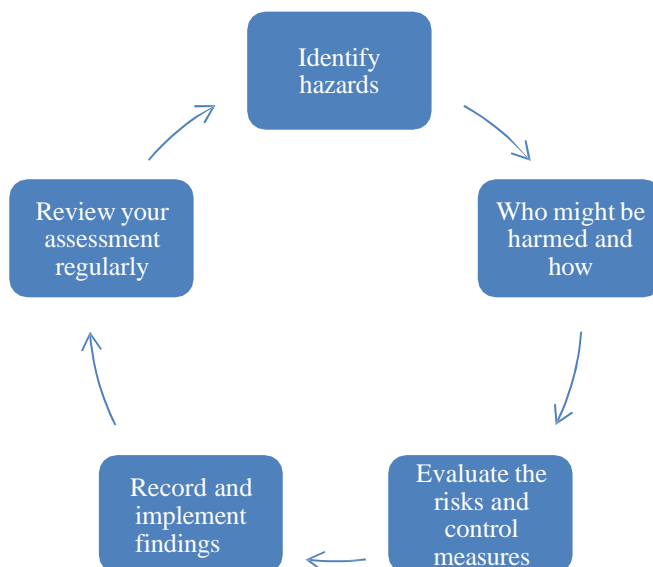 Identify
hazards
Who might be
harmed and
how
Evaluate the
risks and
control
measures
Record and
implement
findings
Review your
assessment
regularly